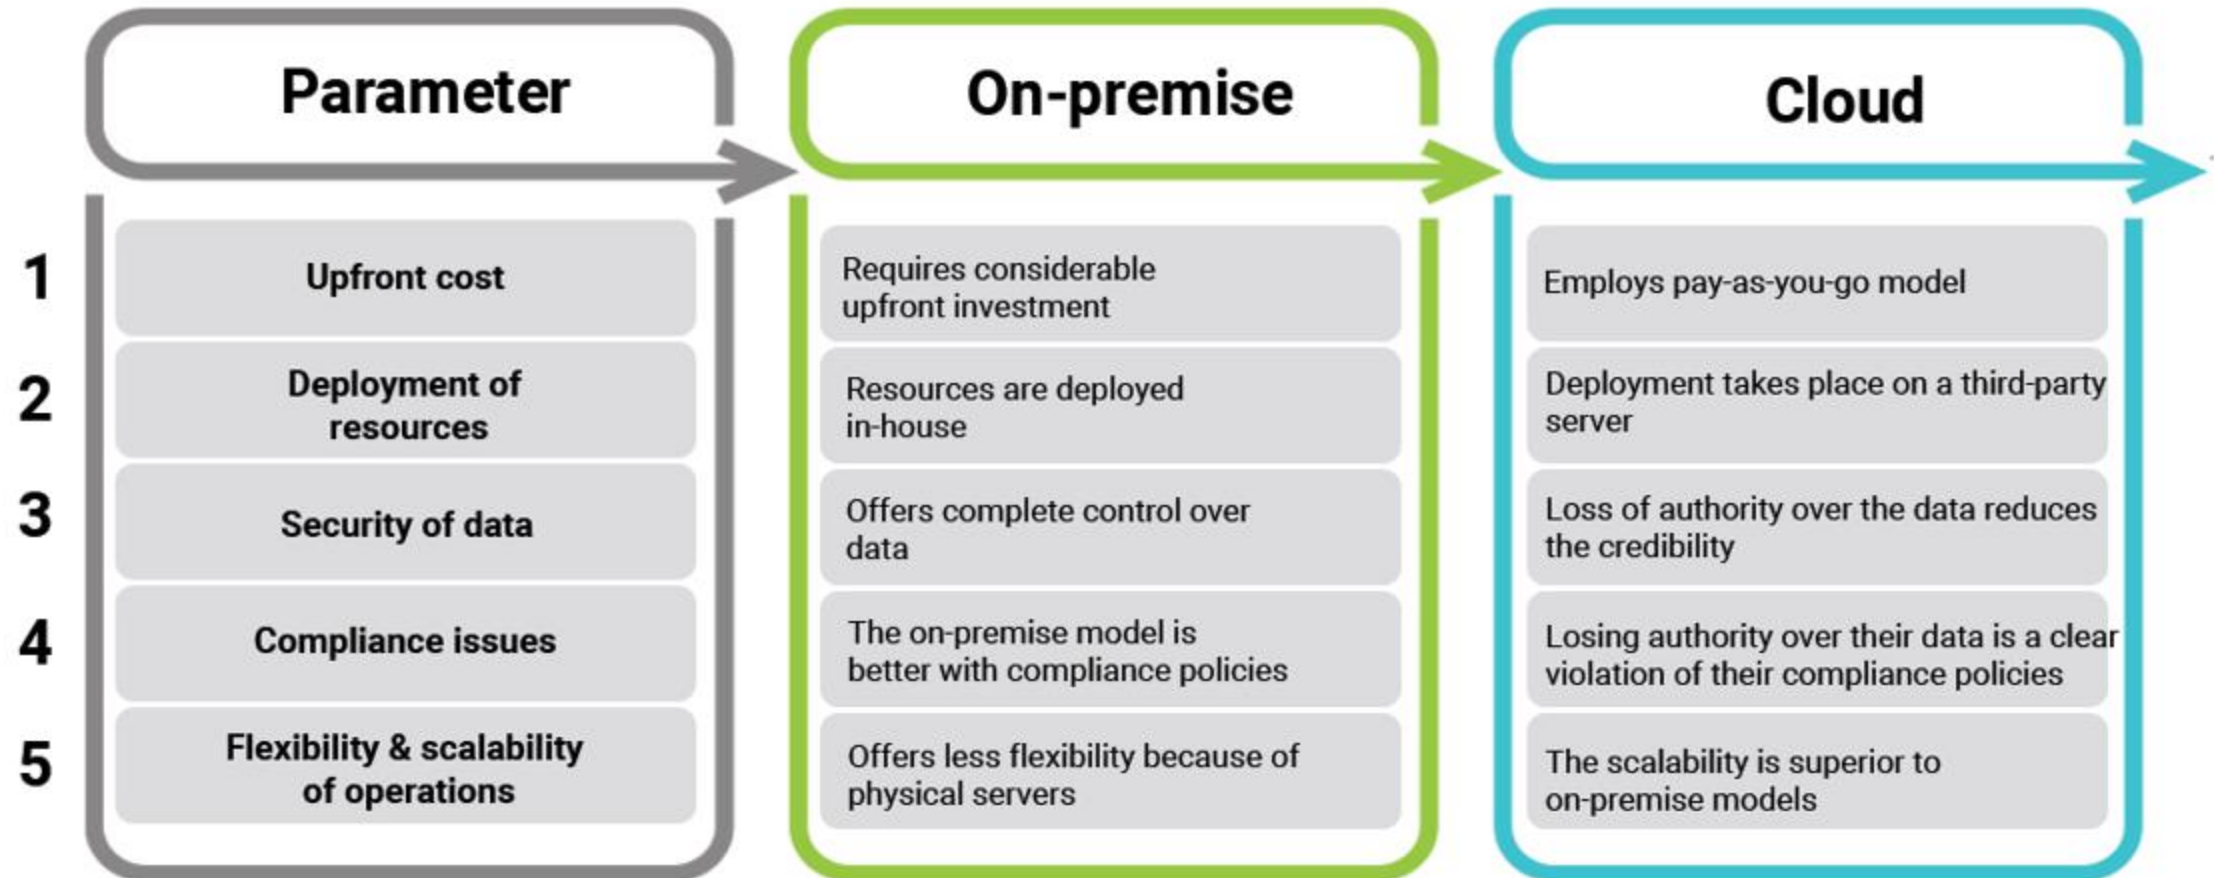 Parameter
On-premise
Cloud
1
Upfront cost
Requires considerable
upfront investment
Employs pay-as-you-go model
2
Deployment of
resources
Resources are deployed
in-house
Deployment takes place on a third-party
server
3
Security of data
Offers complete control over
data
Loss of authority over the data reduces
the credibility
4
Compliance issues
The on-premise model is
better with compliance policies
Losing authority over their data is a clear
violation of their compliance policies
5
Flexibility & scalability
of operations
Offers less flexibility because of
physical servers
The scalability is superior to
on-premise models